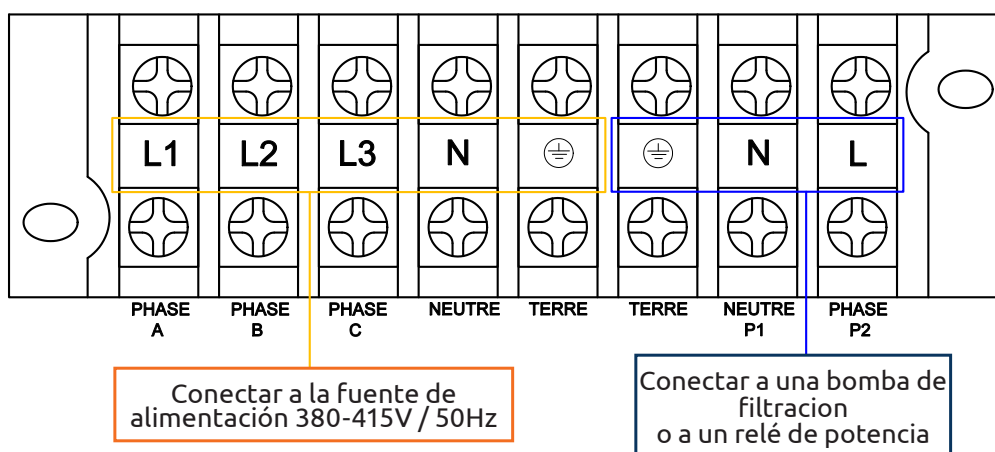 L1 L2 L3 N N L
PHASE A PHASE B PHASE C NEUTRE TERRE TERRE NEUTRE P1 PHASE P2
Conectar a la fuente de
alimentación 380-415V / 50Hz
Conectar a una bomba de
filtracion
o a un relé de potencia